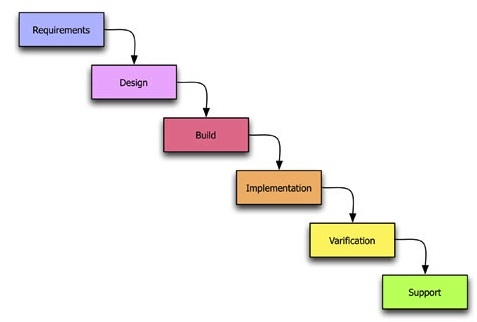 Requirements
Design
Build
Implementation
Varification
Support